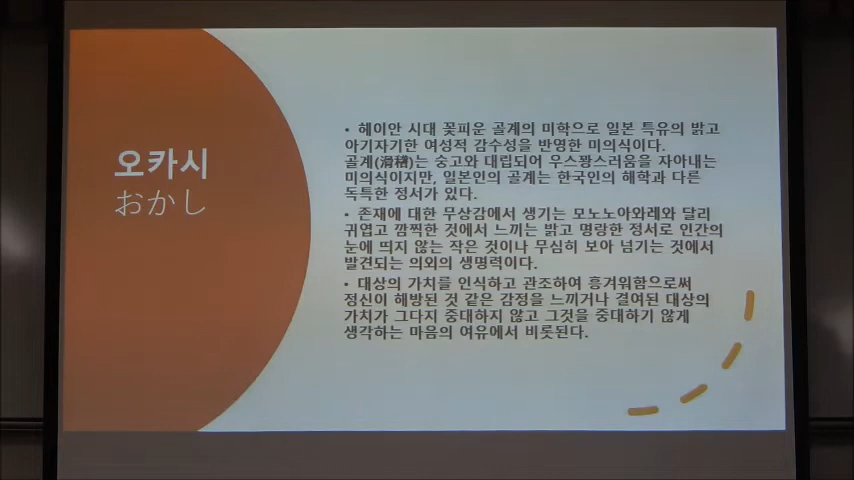 오카시
おかし
• 헤이안 시대 꽃피운 골계의 미학으로 일본 특유의 밝고
아기자기한 여성적 감수성을 반영한 미의식이다.
골계(滑稽)는 숭고와 대립되어 우스꽝스러움을 자아내는
미의식이지만, 일본인의 골계는 한국인의 해학과 다른
독특한 정서가 있다.
• 존재에 대한 무상감에서 생기는 모노노아와레와 달리
귀엽고 깜찍한 것에서 느끼는 밝고 명랑한 정서로 인간의
눈에 띄지 않는 작은 것이나 무심히 보아 넘기는 것에서
발견되는 의외의 생명력이다.
• 대상의 가치를 인식하고 관조하여 흥겨워함으로써
정신이 해방된 것 같은 감정을 느끼거나 결여된 대상의
가치가 그다지 중대하지 않고 그것을 중대하기 않게
생각하는 마음의 여유에서 비롯된다.